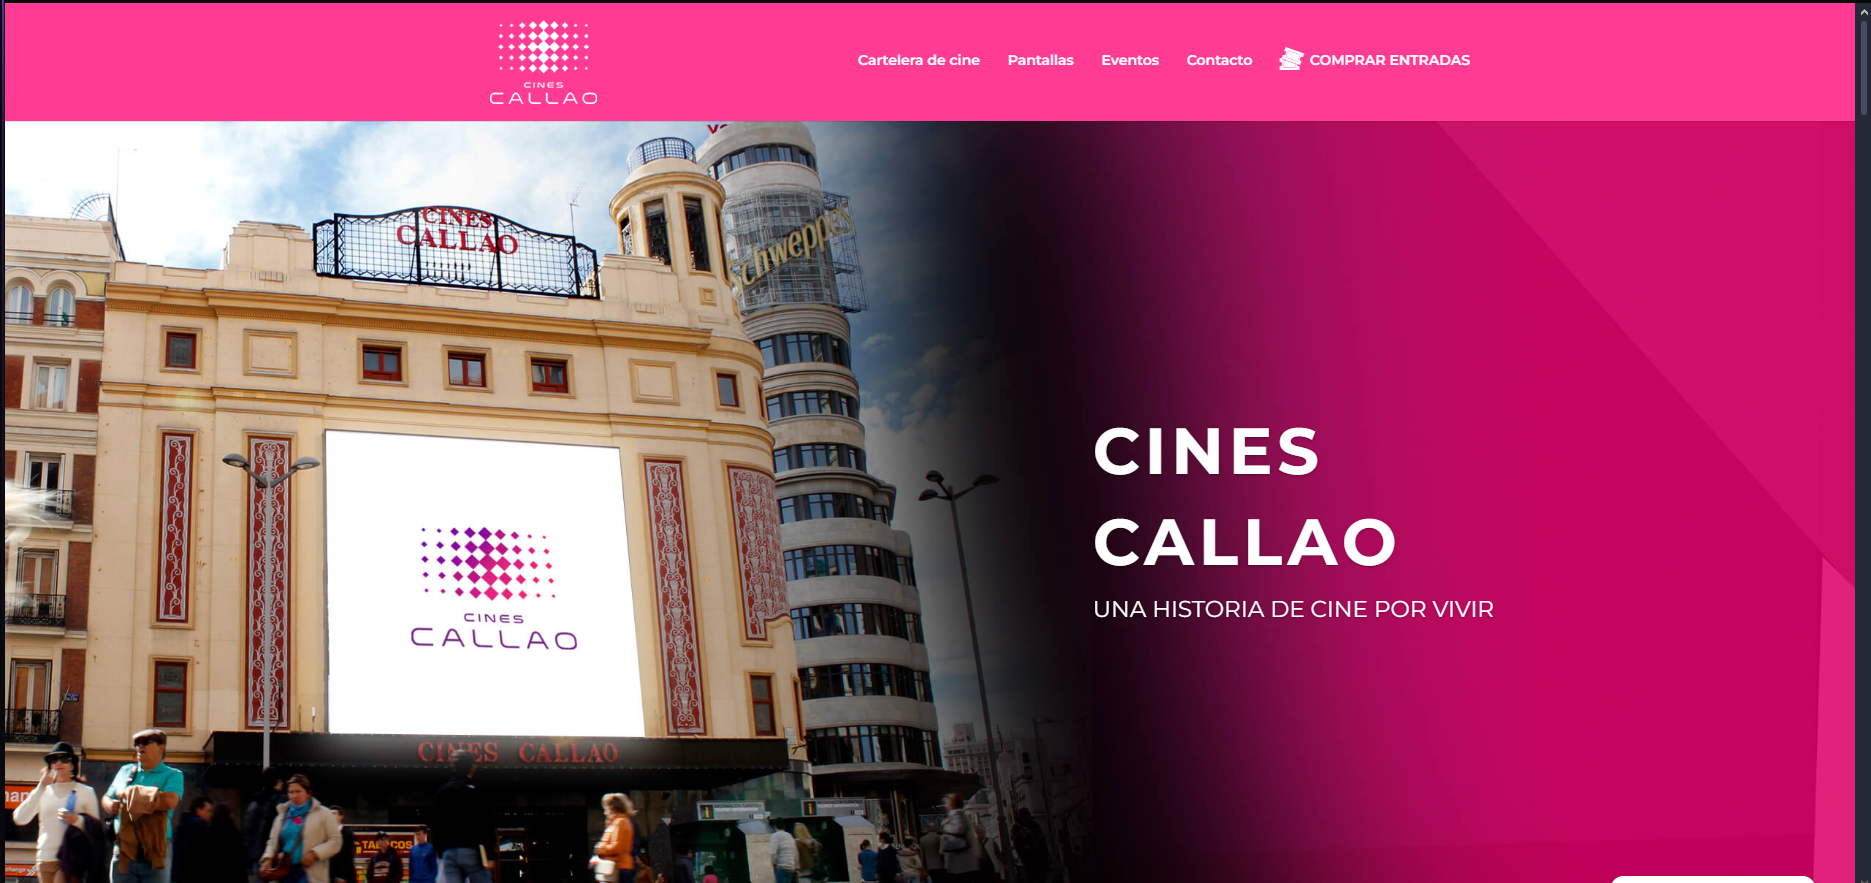 CINES
CALLAO
Cartelera de cine
Pantallas
Eventos
Contacto
COMPRAR ENTRADAS
CINES
CALLAO
Schweppes
CINES
CALLAO
CINES CALLAO
TABACOS
CINES
CALLAO
UNA HISTORIA DE CINE POR VIVIR